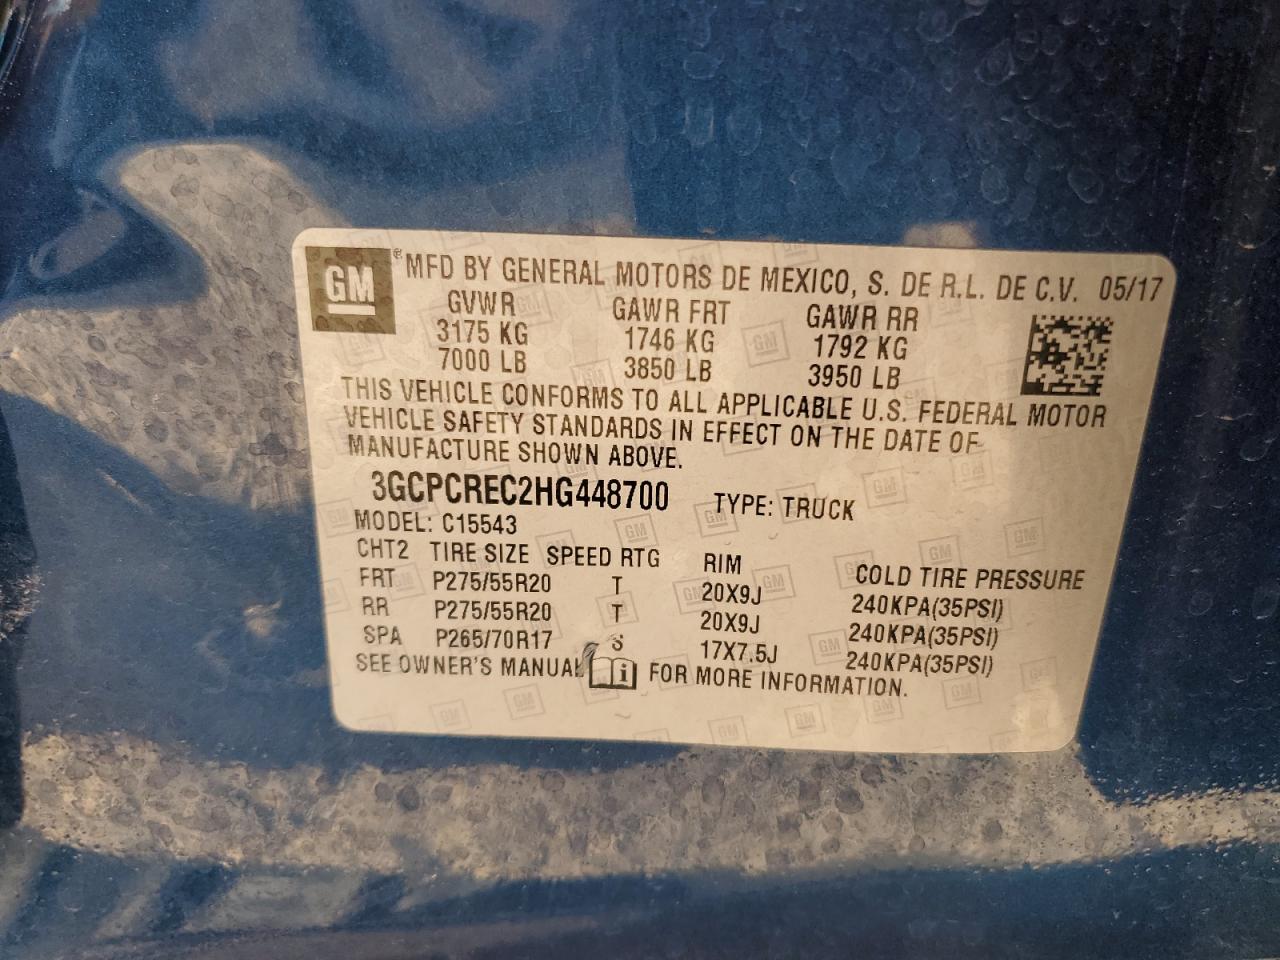 GM ® MFD BY GENERAL MOTORS DE MEXICO, S. DE R.L. DE C.V. 05/17
GVWR GAWR FRT GAWR RR
3175 KG 1746 KG 1792 KG
7000 LB 3850 LB 3950 LB
THIS VEHICLE CONFORMS TO ALL APPLICABLE U.S. FEDERAL MOTOR
VEHICLE SAFETY STANDARDS IN EFFECT ON THE DATE OF
MANUFACTURE SHOWN ABOVE.
3GCPCREC2HG448700 TYPE: TRUCK
MODEL: C15543
CHT2 TIRE SIZE SPEED RTG RIM COLD TIRE PRESSURE
FRT P275/55R20 T 20X9J 240KPA(35PSI)
RR P275/55R20 T 20X9J 240KPA(35PSI)
SPA P265/70R17 S 17X7.5J 240KPA(35PSI)
SEE OWNER'S MANUAL i FOR MORE INFORMATION.